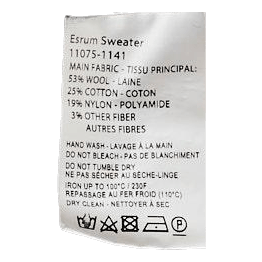 Esrum Sweater
11075-1141
MAIN FABRIC - TISSU PRINCIPAL:
53% WOOL - LAINE
25% COTTON - COTON
19% NYLON - POLYAMIDE
3% OTHER FIBER
AUTRES FIBRES
HAND WASH - LAVAGE À LA MAIN
DO NOT BLEACH - PAS DE BLANCHIMENT
DO NOT TUMBLE DRY
NE PAS SÉCHER AU SÈCHE-LINGE
IRON UP TO 100°C / 230F
REPASSAGE AU FER FROID (110°C)
DRY CLEAN - NETTOYER À SEC
P